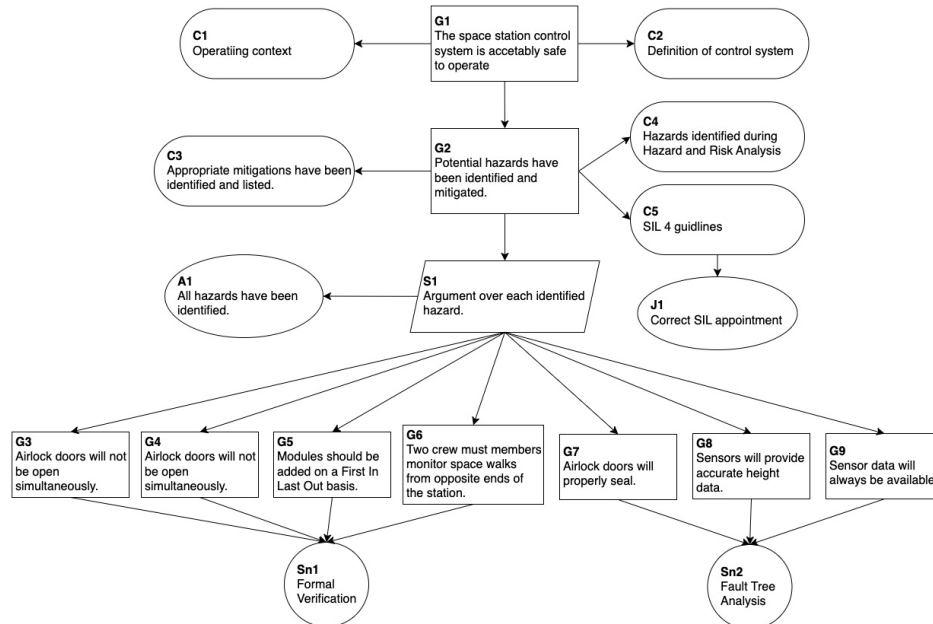 C1
Operatiing context
G1
The space station control
system is accetably safe
to operate
C2
Definition of control system
C3
Appropriate mitigations have been
identified and listed.
G2
Potential hazards have
been identified and
mitigated.
C4
Hazards identified during
Hazard and Risk Analysis
C5
SIL 4 guidlines
A1
All hazards have been
identified.
S1
Argument over each identified
hazard.
J1
Correct SIL appointment
G3
Airlock doors will not
be open
simultaneously.
G4
Airlock doors will not
be open
simultaneously.
G5
Modules should be
added on a First In
Last Out basis.
G6
Two crew must members
monitor space walks
from opposite ends of
the station.
G7
Airlock doors will
properly seal.
G8
Sensors will provide
accurate height
data.
G9
Sensor data will
always be available
Sn1
Formal
Verification
Sn2
Fault Tree
Analysis